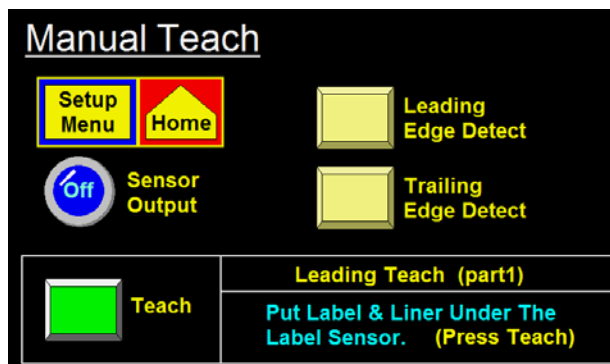 Manual Teach
Setup
Menu
Home
Leading
Edge Detect
Off
Sensor
Output
Trailing
Edge Detect
Teach
Leading Teach (part1)
Put Label & Liner Under The
Label Sensor. (Press Teach)